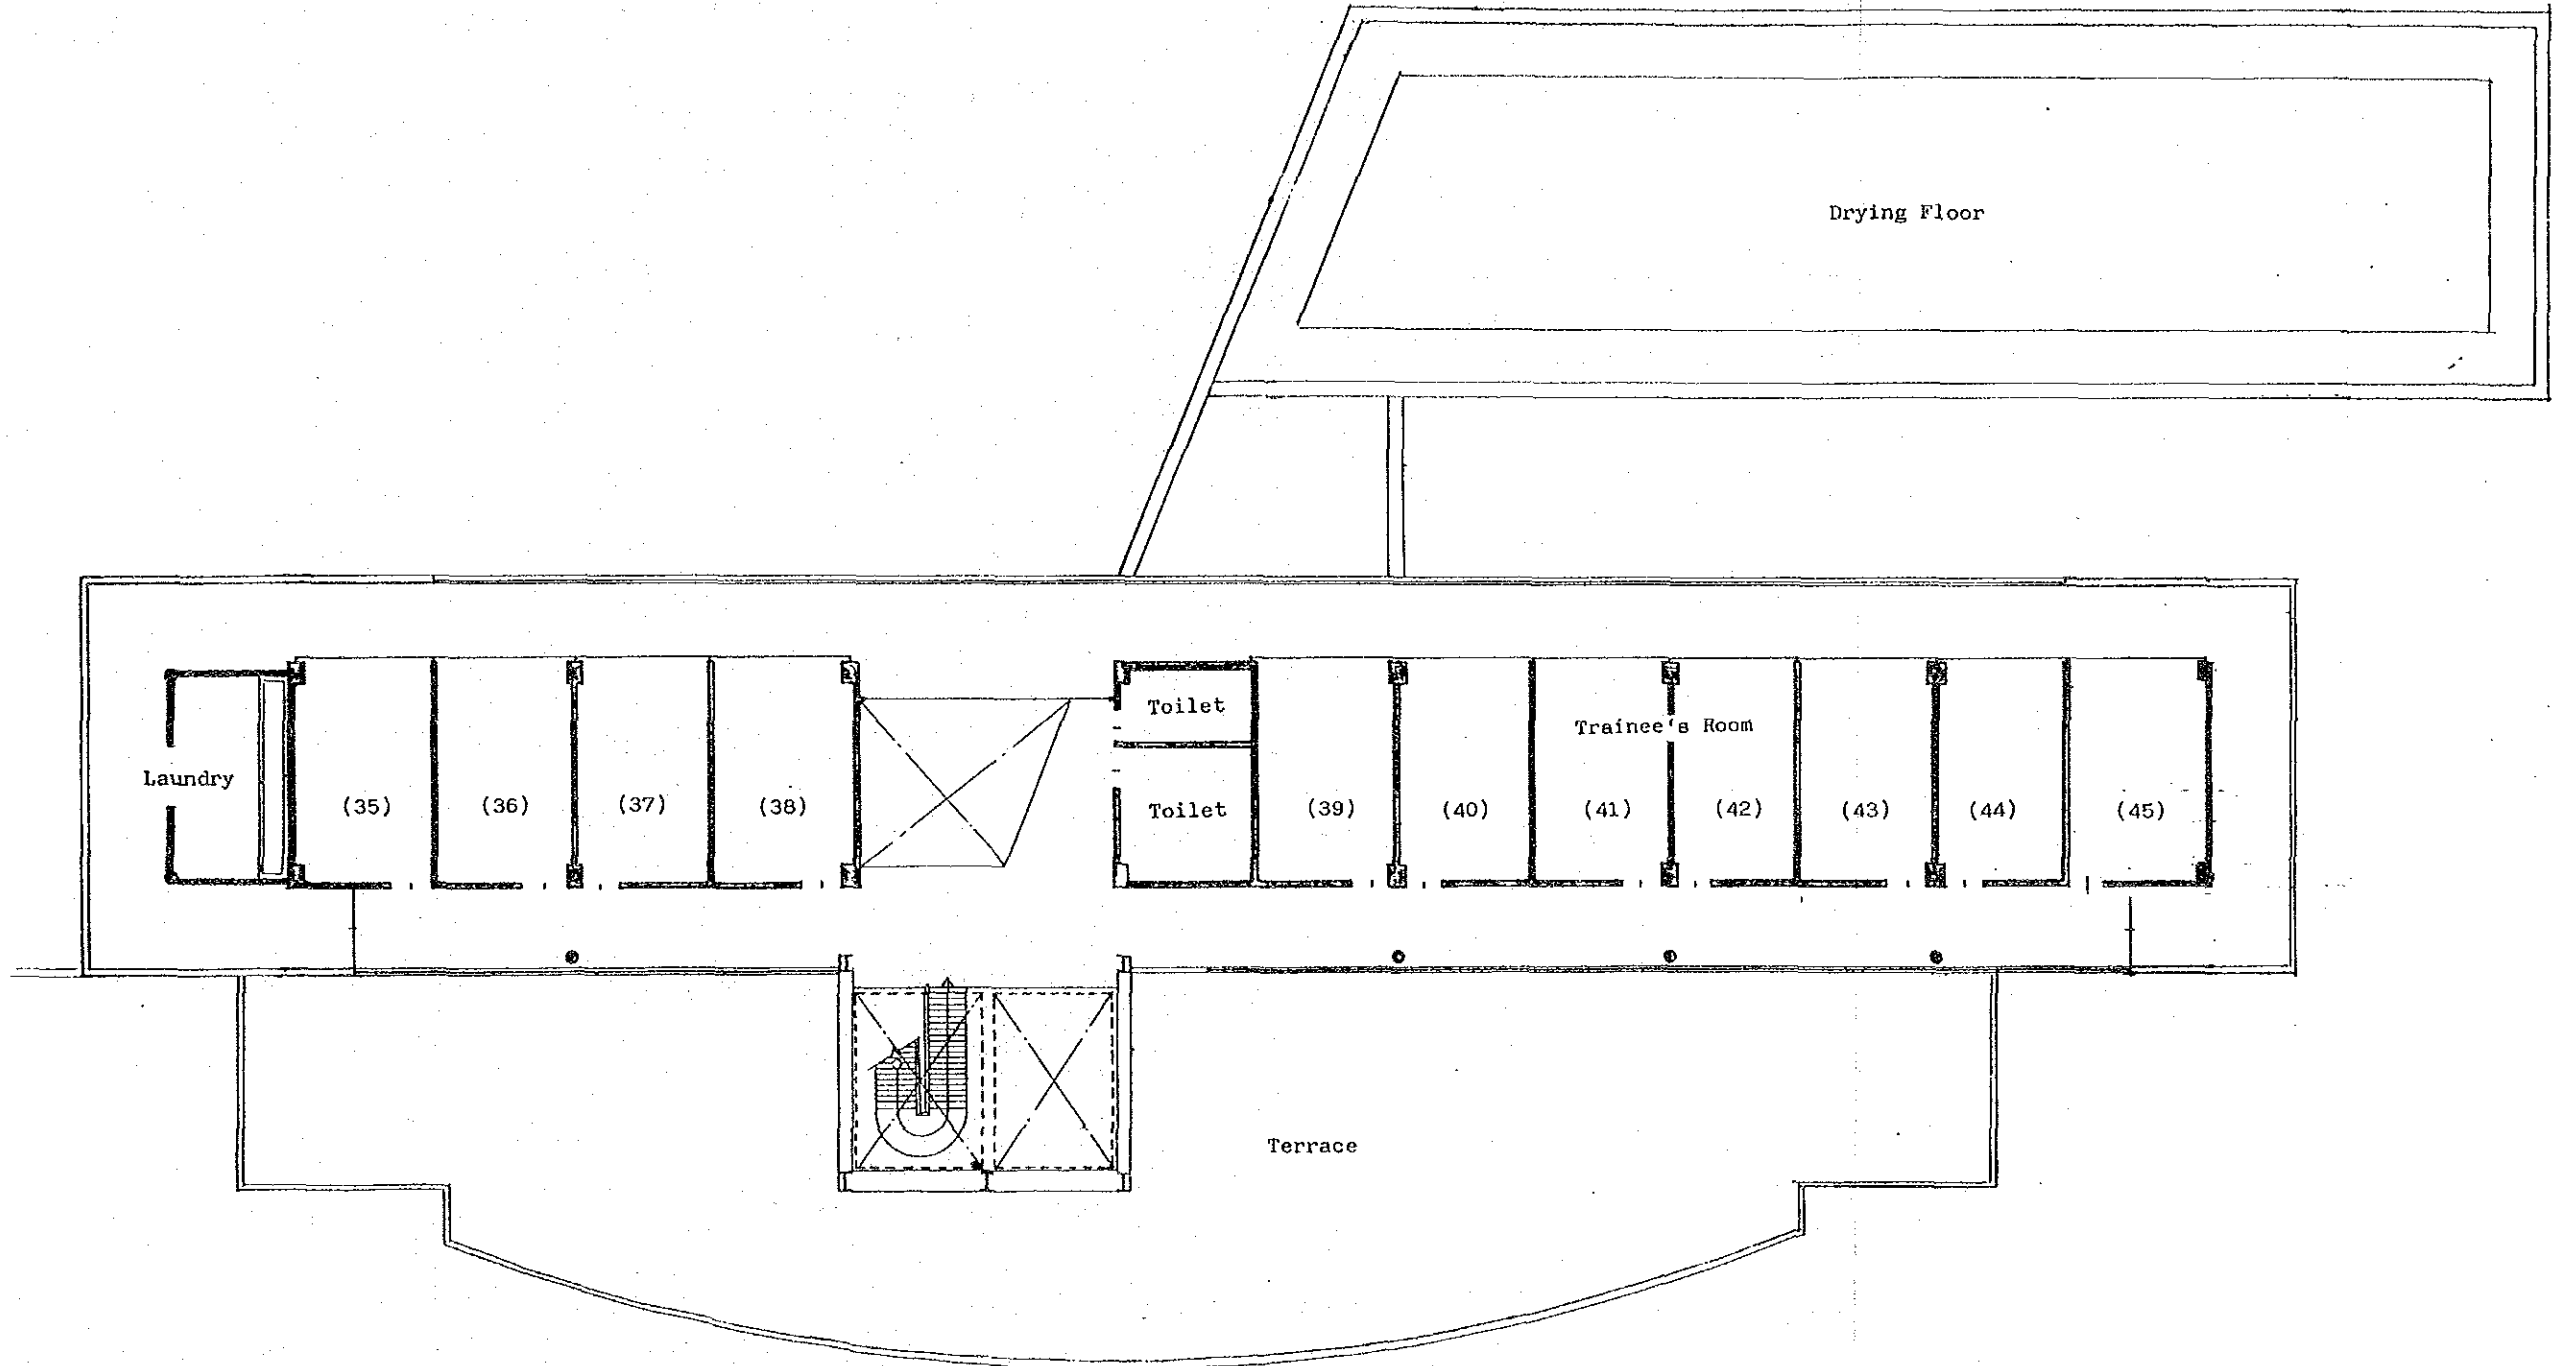 Drying Floor
Toilet
Trainee's Room
Laundry
(35)
(36)
(37)
(38)
Toilet
(39)
(40)
(41)
(42)
(43)
(44)
(45)
Terrace